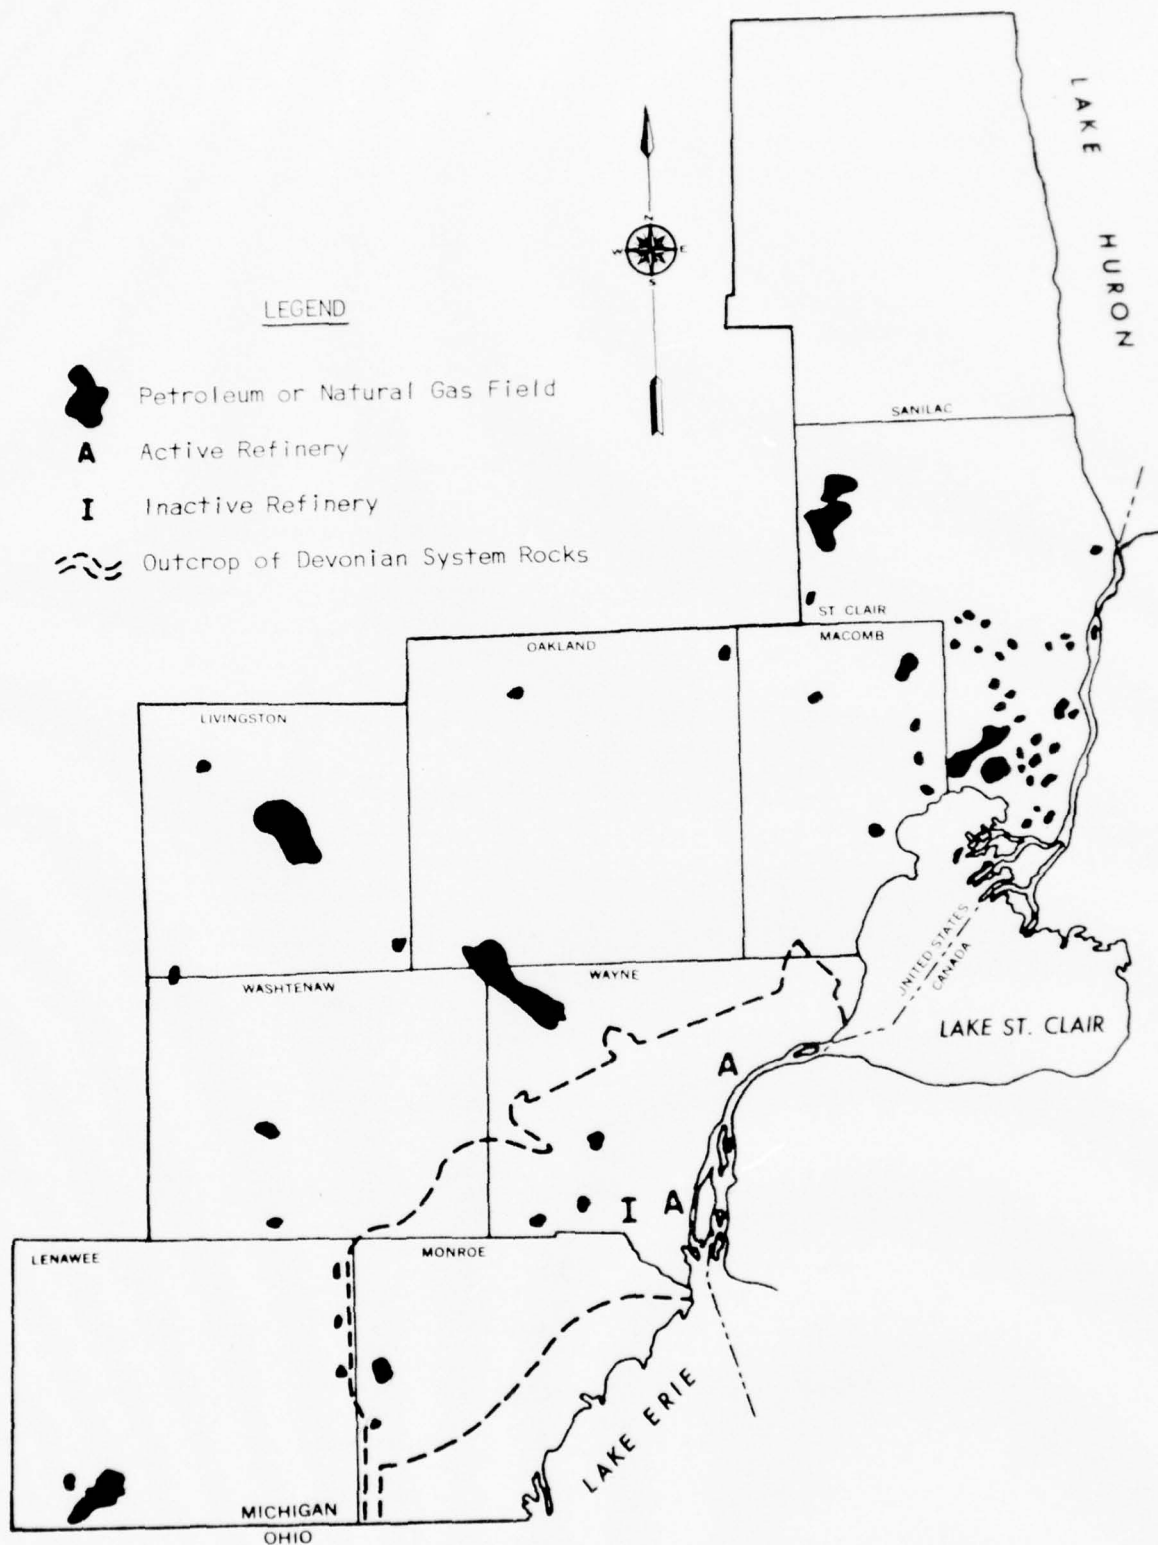 LAKE HURON
N
W E
S
LEGEND
Petroleum or Natural Gas Field
A Active Refinery
I Inactive Refinery
Outcrop of Devonian System Rocks
SANILAC
ST. CLAIR
OAKLAND
MACOMB
LIVINGSTON
WASHTENAW
WAYNE
UNITED STATES
CANADA
LAKE ST. CLAIR
A
A
I
LENAWEE
MONROE
LAKE ERIE
MICHIGAN
OHIO